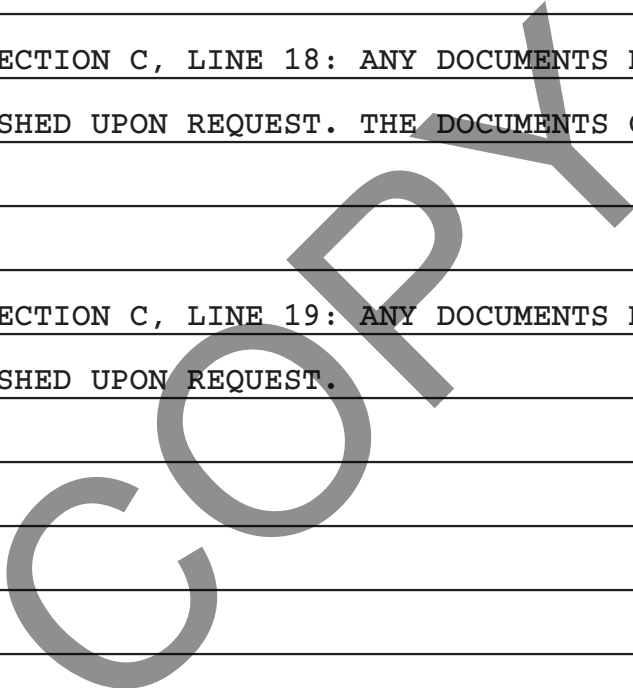 ECTION C, LINE 18: ANY DOCUMENTS
SHED UPON REQUEST. THE DOCUMENTS
ECTION C, LINE 19: ANY DOCUMENTS
SHED UPON REQUEST.
COPY